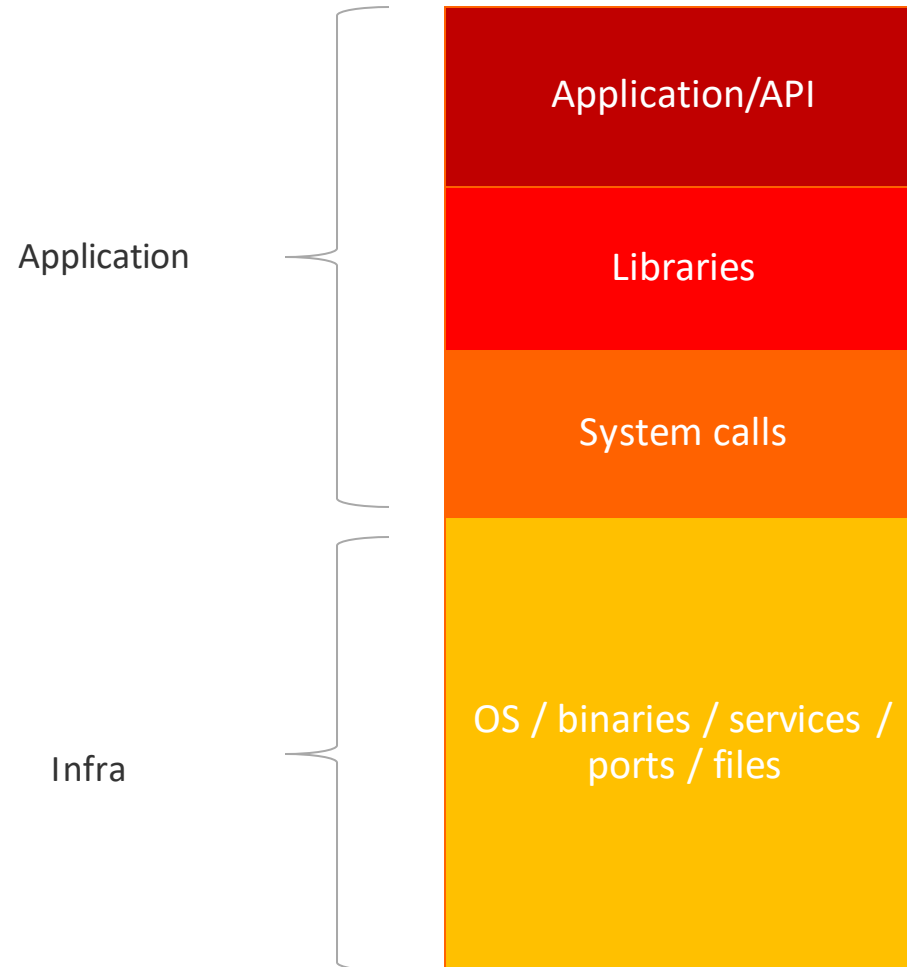 Application/API
Application
Libraries
System calls
OS / binaries / services /
ports / files
Infra